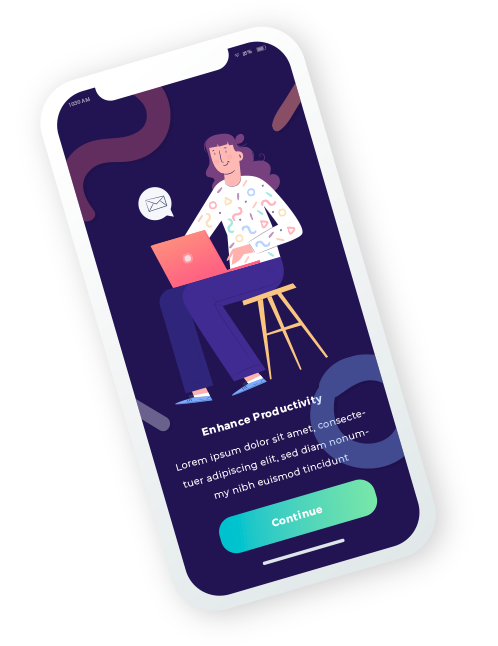 10:20 AM
Enhance Productivity
Lorem ipsum dolor sit amet, consecte-
tuer adipiscing elit, sed diam nonum-
my nibh euismod tincidunt
Continue